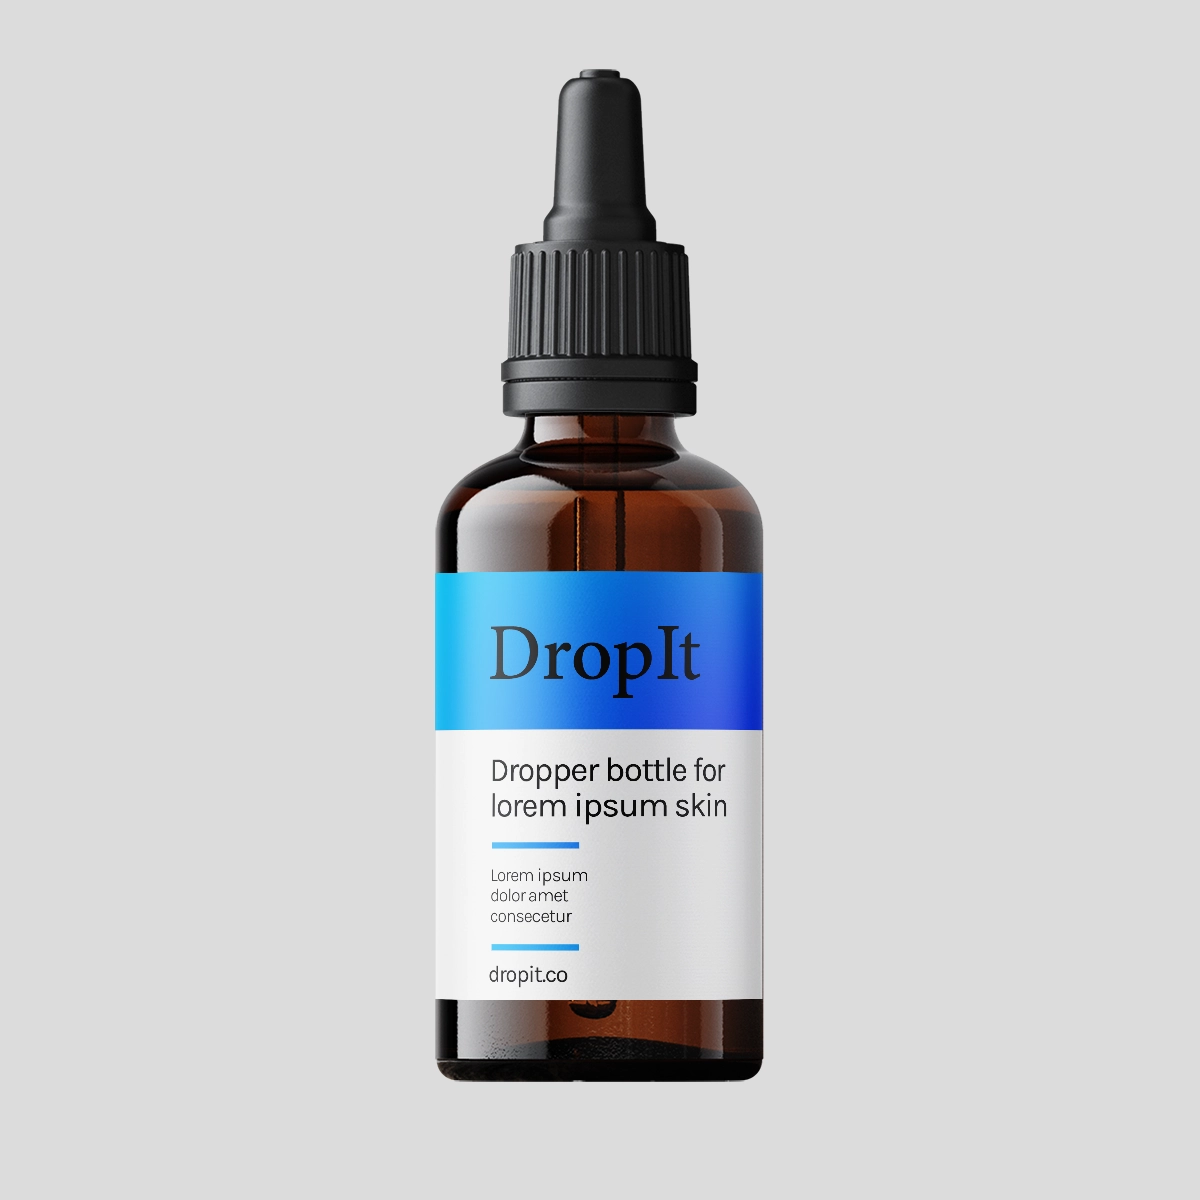 DropIt
Dropper bottle for
lorem ipsum skin
Lorem ipsum
dolor amet
consecetur
dropit.co